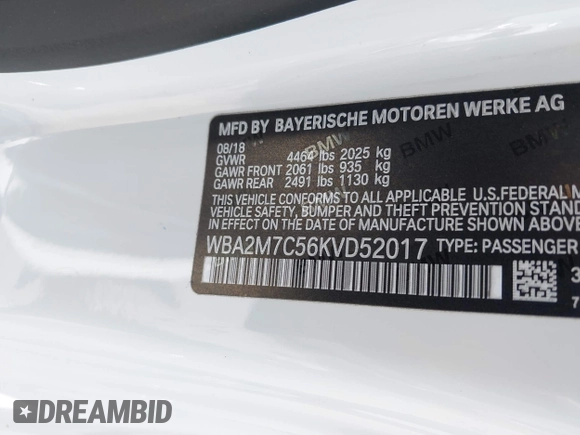 MFD BY BAYERISCHE MOTOREN WERKE AG
08/18
GVWR 4464 lbs 2025 kg
GAWR FRONT 2061 lbs 935 kg
GAWR REAR 2491 lbs 1130 kg
THIS VEHICLE CONFORMS TO ALL APPLICABLE U.S.FEDERAL M
VEHICLE SAFETY, BUMPER AND THEFT PREVENTION STAND
IN EFFECT ON THE DATE OF MANUFACTURE SHOWN ABOVE.
WBA2M7C56KVD52017 TYPE: PASSENGER
3
7
DREAMBID